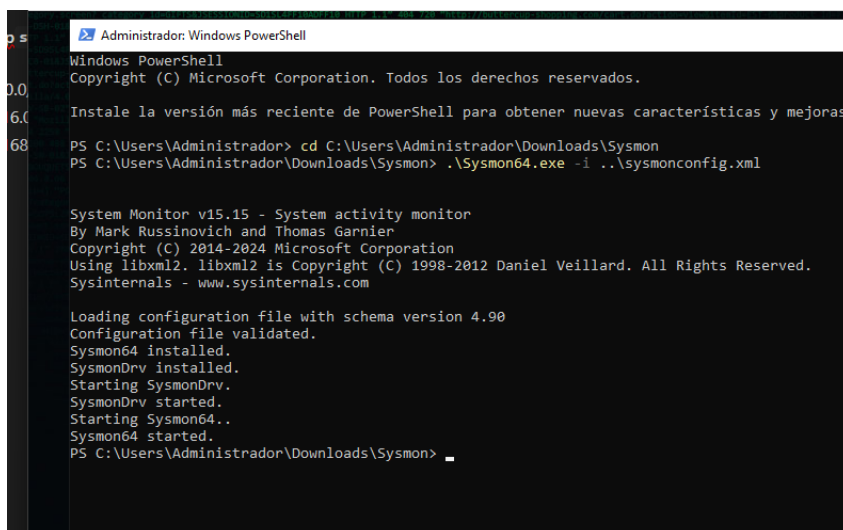 Administrador: Windows PowerShell
Windows PowerShell
Copyright (C) Microsoft Corporation. Todos los derechos reservados.
Instale la versión más reciente de PowerShell para obtener nuevas características y mejoras
PS C:\Users\Administrador> cd C:\Users\Administrador\Downloads\Sysmon
PS C:\Users\Administrador\Downloads\Sysmon> .\Sysmon64.exe -i ..\sysmonconfig.xml
System Monitor v15.15 - System activity monitor
By Mark Russinovich and Thomas Garnier
Copyright (C) 2014-2024 Microsoft Corporation
Using libxml2. libxml2 is Copyright (C) 1998-2012 Daniel Veillard. All Rights Reserved.
Sysinternals - www.sysinternals.com
Loading configuration file with schema version 4.90
Configuration file validated.
Sysmon64 installed.
SysmonDrv installed.
Starting SysmonDrv.
SysmonDrv started.
Starting Sysmon64..
Sysmon64 started.
PS C:\Users\Administrador\Downloads\Sysmon>
0.0,
6.0
68